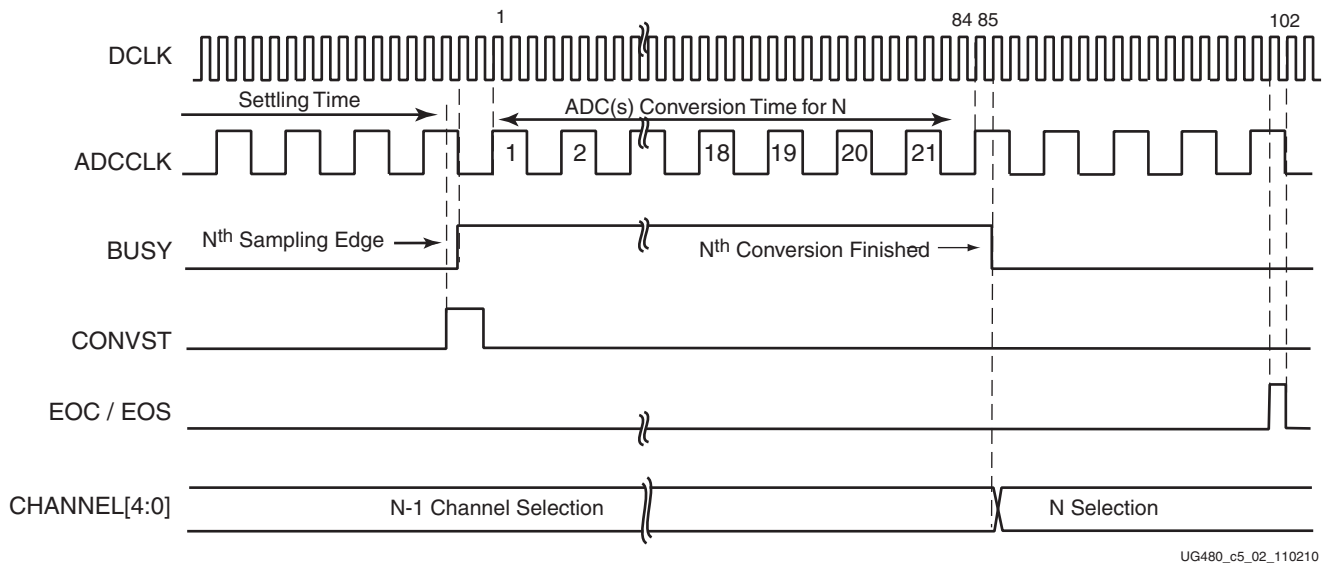 1 84 85 102
DCLK
Settling Time ADC(s) Conversion Time for N
ADCCLK 1 2 18 19 20 21
BUSY Nth Sampling Edge Nth Conversion Finished
CONVST
EOC / EOS
CHANNEL[4:0] N-1 Channel Selection N Selection
UG480_c5_02_110210